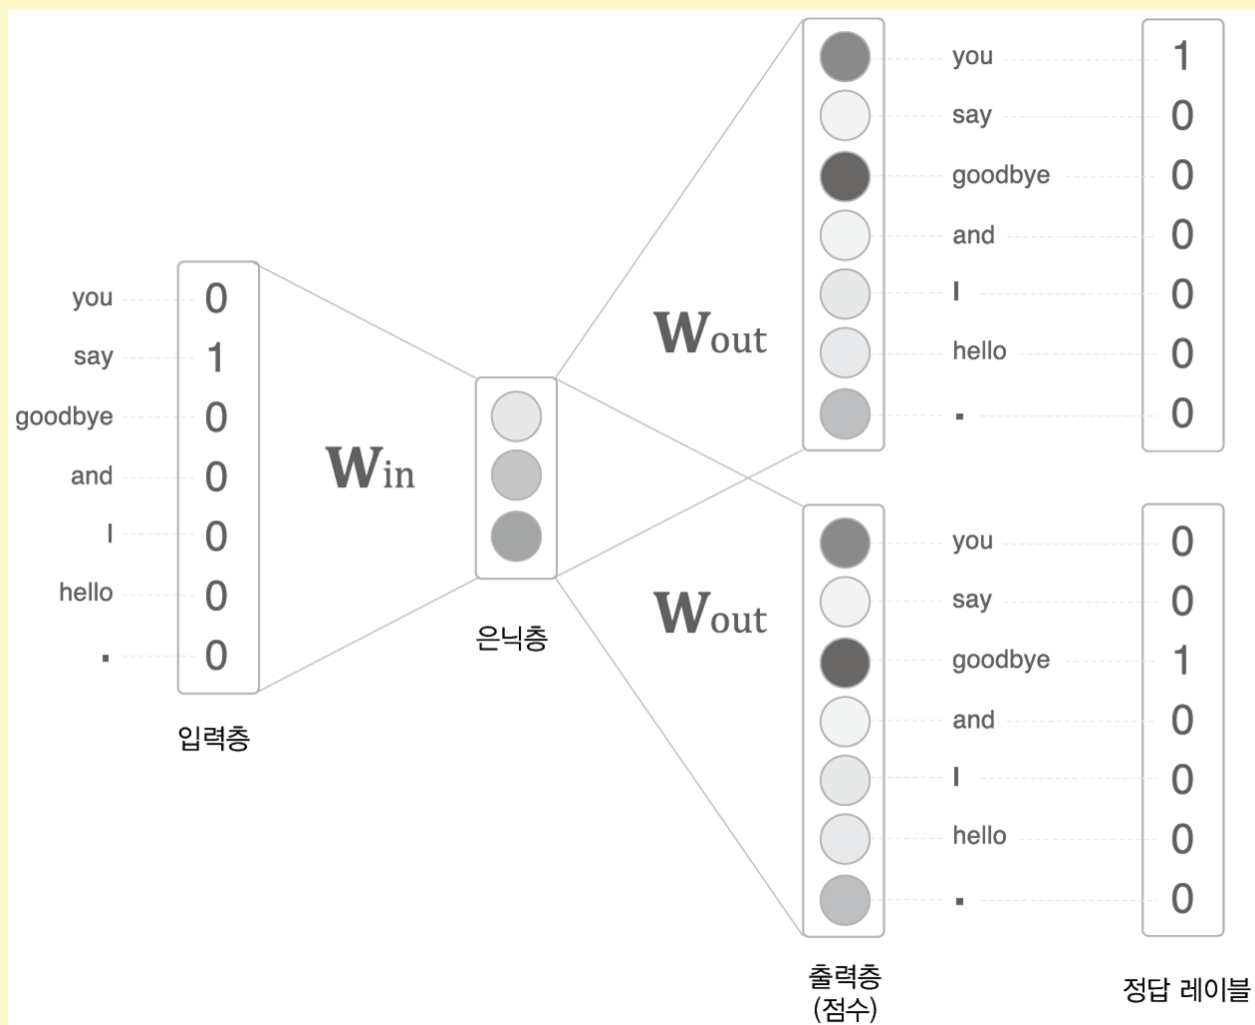 you 0
say 1
goodbye 0
and 0
I 0
hello 0
. 0
입력층
Win
은닉층
Wout
you 1
say 0
goodbye 0
and 0
I 0
hello 0
. 0
Wout
you 0
say 0
goodbye 1
and 0
I 0
hello 0
. 0
출력층
(점수)
정답 레이블